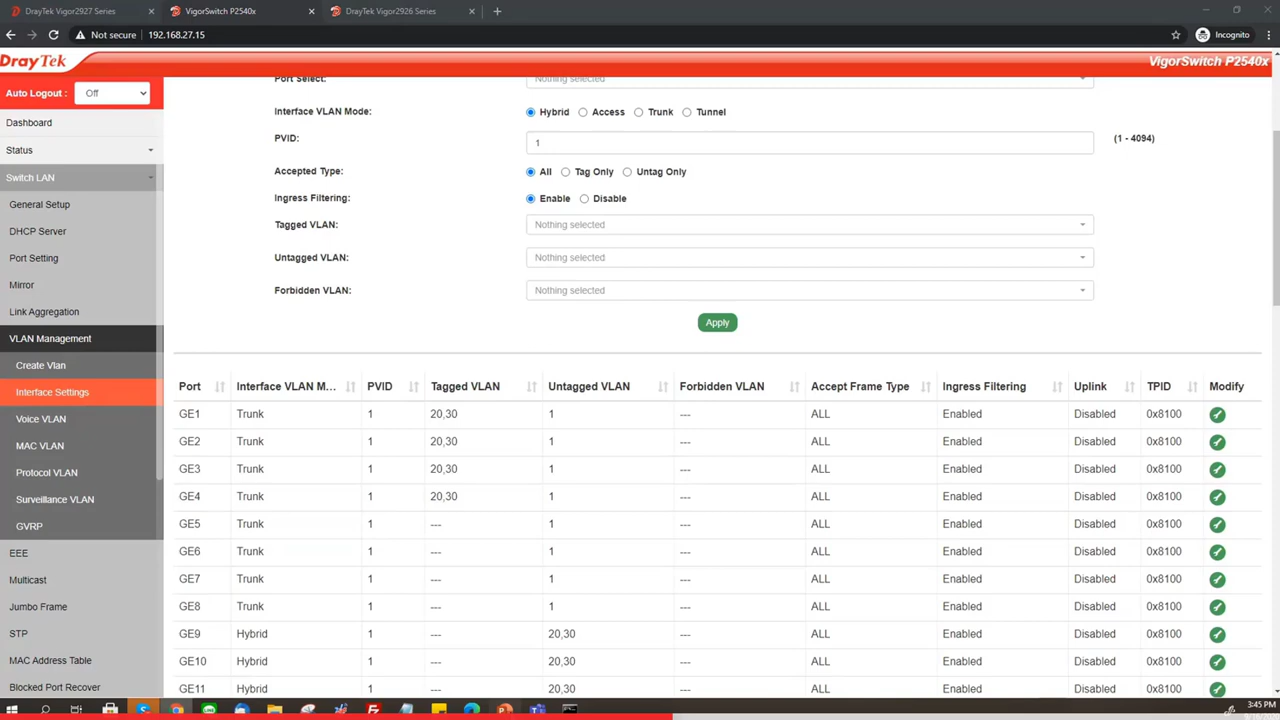 DrayTek Vigor2927 Series
VigorSwitch P2540x
DrayTek Vigor2926 Series
Not secure
192.168.27.15
Incognito
DrayTek
VigorSwitch P2540x
Auto Logout :
Off
Dashboard
Status
Switch LAN
General Setup
DHCP Server
Port Setting
Mirror
Link Aggregation
VLAN Management
Create Vlan
Interface Settings
Voice VLAN
MAC VLAN
Protocol VLAN
Surveillance VLAN
GVRP
EEE
Multicast
Jumbo Frame
STP
MAC Address Table
Blocked Port Recover
Port Select: Nothing selected
Interface VLAN Mode: Hybrid Access Trunk Tunnel
PVID: 1 (1 - 4094)
Accepted Type: All Tag Only Untag Only
Ingress Filtering: Enable Disable
Tagged VLAN: Nothing selected
Untagged VLAN: Nothing selected
Forbidden VLAN: Nothing selected
Apply
Port Interface VLAN M... PVID Tagged VLAN Untagged VLAN Forbidden VLAN Accept Frame Type Ingress Filtering Uplink TPID Modify
GE1 Trunk 1 20,30 1 --- ALL Enabled Disabled 0x8100
GE2 Trunk 1 20,30 1 --- ALL Enabled Disabled 0x8100
GE3 Trunk 1 20,30 1 --- ALL Enabled Disabled 0x8100
GE4 Trunk 1 20,30 1 --- ALL Enabled Disabled 0x8100
GE5 Trunk 1 --- 1 --- ALL Enabled Disabled 0x8100
GE6 Trunk 1 --- 1 --- ALL Enabled Disabled 0x8100
GE7 Trunk 1 --- 1 --- ALL Enabled Disabled 0x8100
GE8 Trunk 1 --- 1 --- ALL Enabled Disabled 0x8100
GE9 Hybrid 1 --- 20,30 --- ALL Enabled Disabled 0x8100
GE10 Hybrid 1 --- 20,30 --- ALL Enabled Disabled 0x8100
GE11 Hybrid 1 --- 20,30 --- ALL Enabled Disabled 0x8100
3:45 PM